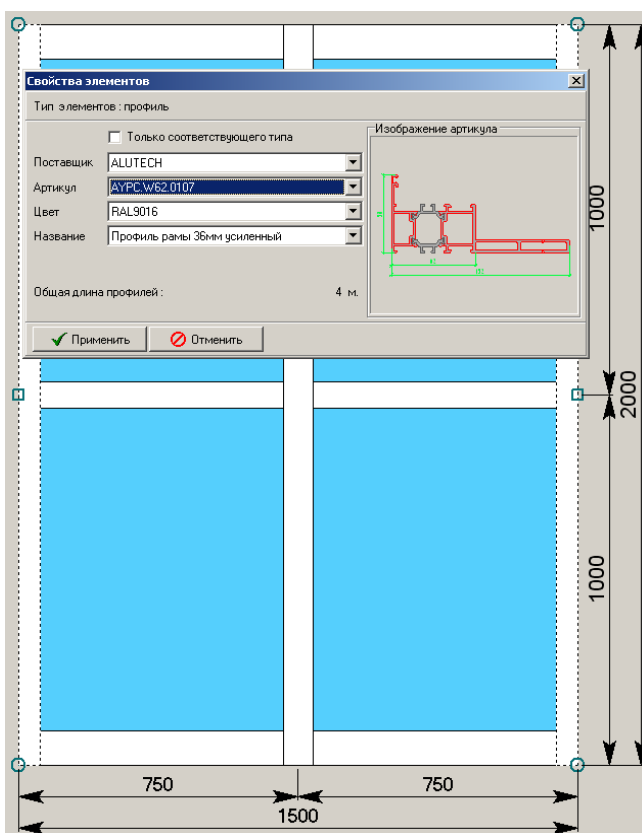 Свойства элементов
Тип элементов : профиль
Только соответствующего типа
Изображение артикула
Поставщик ALUTECH
Артикул AYPC.W62.0107
Цвет RAL9016
Название Профиль рамы 36мм усиленный
Общая длина профилей : 4 м.
Применить Отменить
1000
2000
1000
750 750
1500